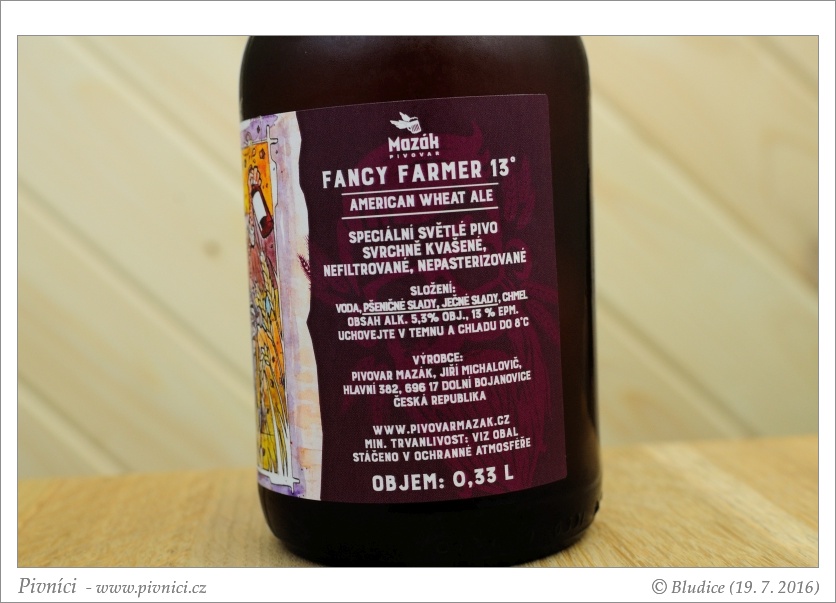 Mazák
PIVOVAR
FANCY FARMER 13°
AMERICAN WHEAT ALE
SPECIÁLNÍ SVĚTLÉ PIVO
SVRCHNĚ KVAŠENÉ,
NEFILTROVANÉ, NEPASTERIZOVANÉ
SLOŽENÍ:
VODA, PŠENIČNÉ SLADY, JEČNÉ SLADY, CHMEL
OBSAH ALK. 5,3% OBJ., 13 % EPM.
UCHOVEJTE V TEMNU A CHLADU DO 8°C
VÝROBCE:
PIVOVAR MAZÁK, JIŘÍ MICHALOVIČ,
HLAVNÍ 382, 696 17 DOLNÍ BOJANOVICE
ČESKÁ REPUBLIKA
WWW.PIVOVARMAZAK.CZ
MIN. TRVANLIVOST: VIZ OBAL
STÁČENO V OCHRANNÉ ATMOSFÉŘE
OBJEM: 0,33 L
Pivníci - www.pivnici.cz
© Bludice (19. 7. 2016)